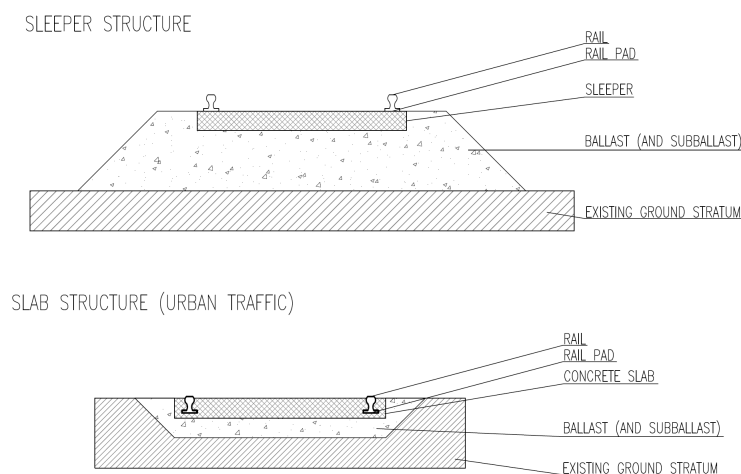 SLEEPER STRUCTURE
RAIL
RAIL PAD
SLEEPER
BALLAST (AND SUBBALLAST)
EXISTING GROUND STRATUM
SLAB STRUCTURE (URBAN TRAFFIC)
RAIL
RAIL PAD
CONCRETE SLAB
BALLAST (AND SUBBALLAST)
EXISTING GROUND STRATUM